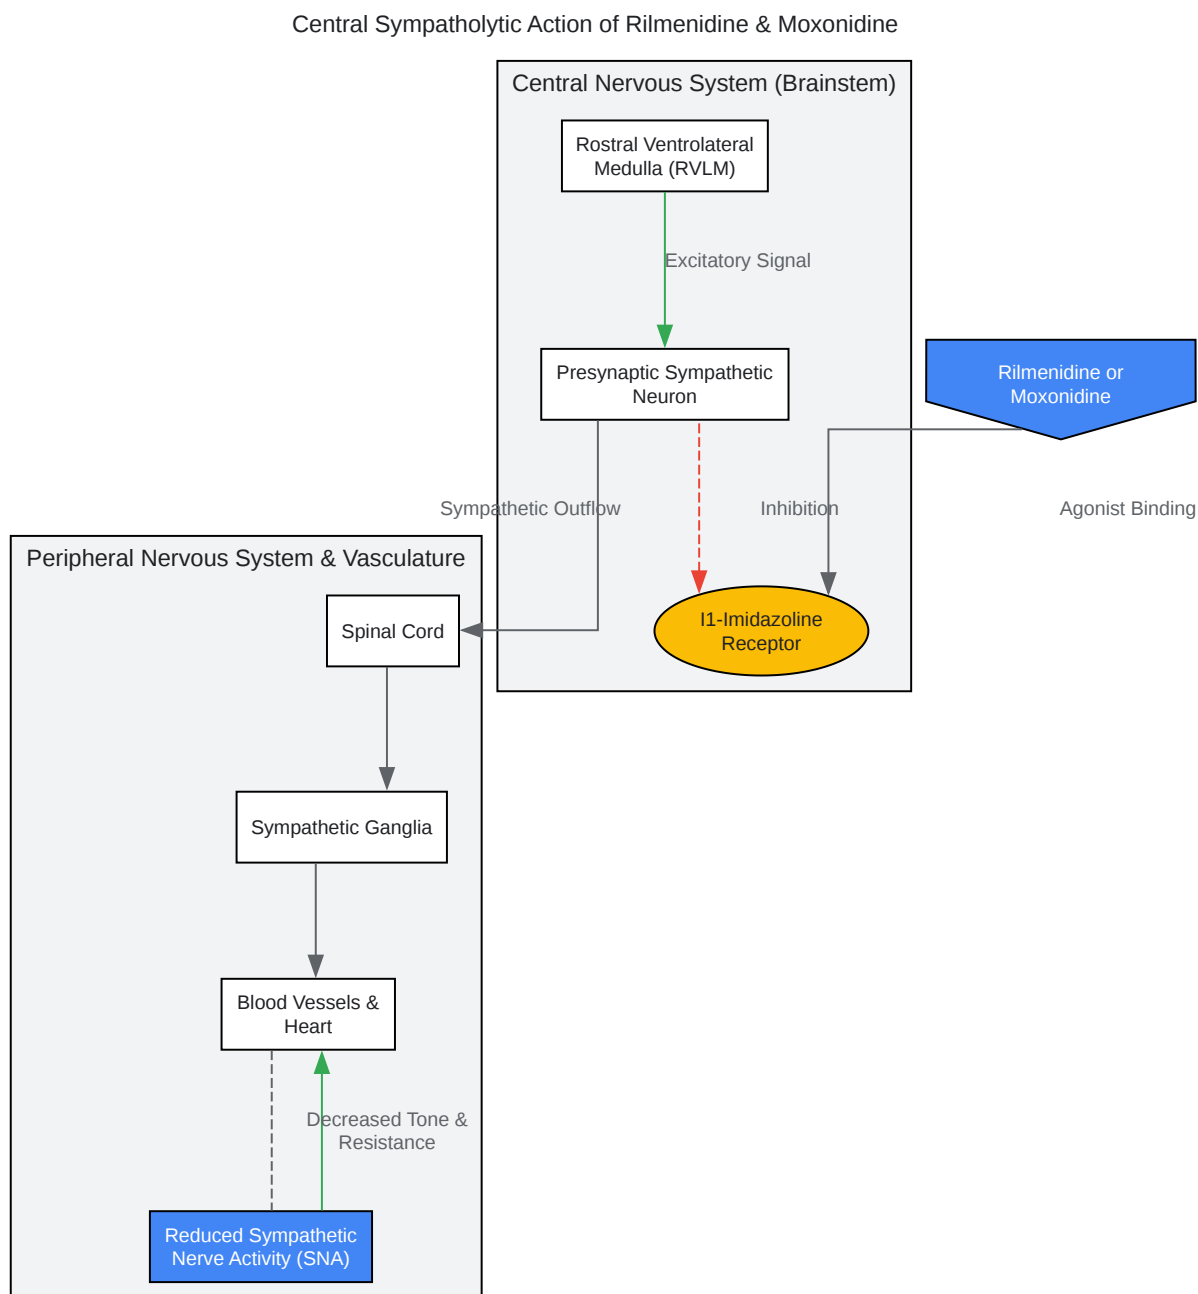 Central Sympatholytic Action of Rilmenidine & Moxonidine
Central Nervous System (Brainstem)
Rostral Ventrolateral
Medulla (RVLM)
Excitatory Signal
Presynaptic Sympathetic
Neuron
Rilmenidine or
Moxonidine
Sympathetic Outflow
Inhibition
Agonist Binding
Peripheral Nervous System & Vasculature
Spinal Cord
I1-Imidazoline
Receptor
Sympathetic Ganglia
Blood Vessels &
Heart
Decreased Tone &
Resistance
Reduced Sympathetic
Nerve Activity (SNA)